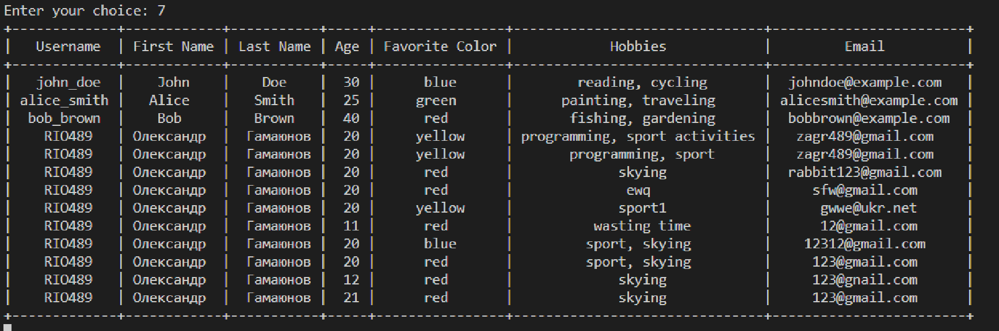 Enter your choice: 7
+-------------+------------+-----------+-----+----------------+-------------------------------+------------------------+
| Username | First Name | Last Name | Age | Favorite Color | Hobbies | Email |
+-------------+------------+-----------+-----+----------------+-------------------------------+------------------------+
| john_doe | John | Doe | 30 | blue | reading, cycling | johndoe@example.com |
| alice_smith | Alice | Smith | 25 | green | painting, traveling | alicesmith@example.com |
| bob_brown | Bob | Brown | 40 | red | fishing, gardening | bobbrown@example.com |
| RIO489 | Олександр | Гамаюнов | 20 | yellow | programming, sport activities | zagr489@gmail.com |
| RIO489 | Олександр | Гамаюнов | 20 | yellow | programming, sport | zagr489@gmail.com |
| RIO489 | Олександр | Гамаюнов | 20 | red | skying | rabbit123@gmail.com |
| RIO489 | Олександр | Гамаюнов | 20 | red | ewq | sfw@gmail.com |
| RIO489 | Олександр | Гамаюнов | 20 | yellow | sport1 | gwwe@ukr.net |
| RIO489 | Олександр | Гамаюнов | 11 | red | wasting time | 12@gmail.com |
| RIO489 | Олександр | Гамаюнов | 20 | blue | sport, skying | 12312@gmail.com |
| RIO489 | Олександр | Гамаюнов | 20 | red | sport, skying | 123@gmail.com |
| RIO489 | Олександр | Гамаюнов | 12 | red | skying | 123@gnail.com |
| RIO489 | Олександр | Гамаюнов | 21 | red | skying | 123@gmail.com |
+-------------+------------+-----------+-----+----------------+-------------------------------+------------------------+